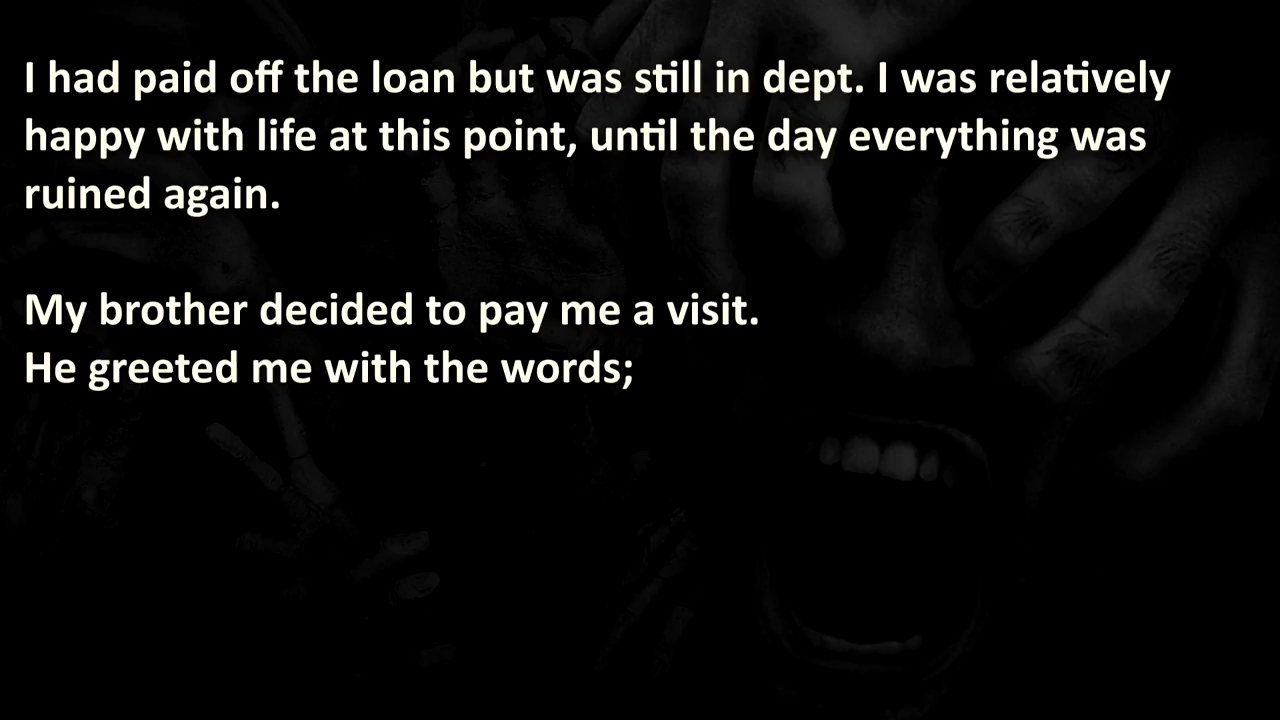 I had paid off the loan but was still in dept. I was relatively
happy with life at this point, until the day everything was
ruined again.
My brother decided to pay me a visit.
He greeted me with the words;